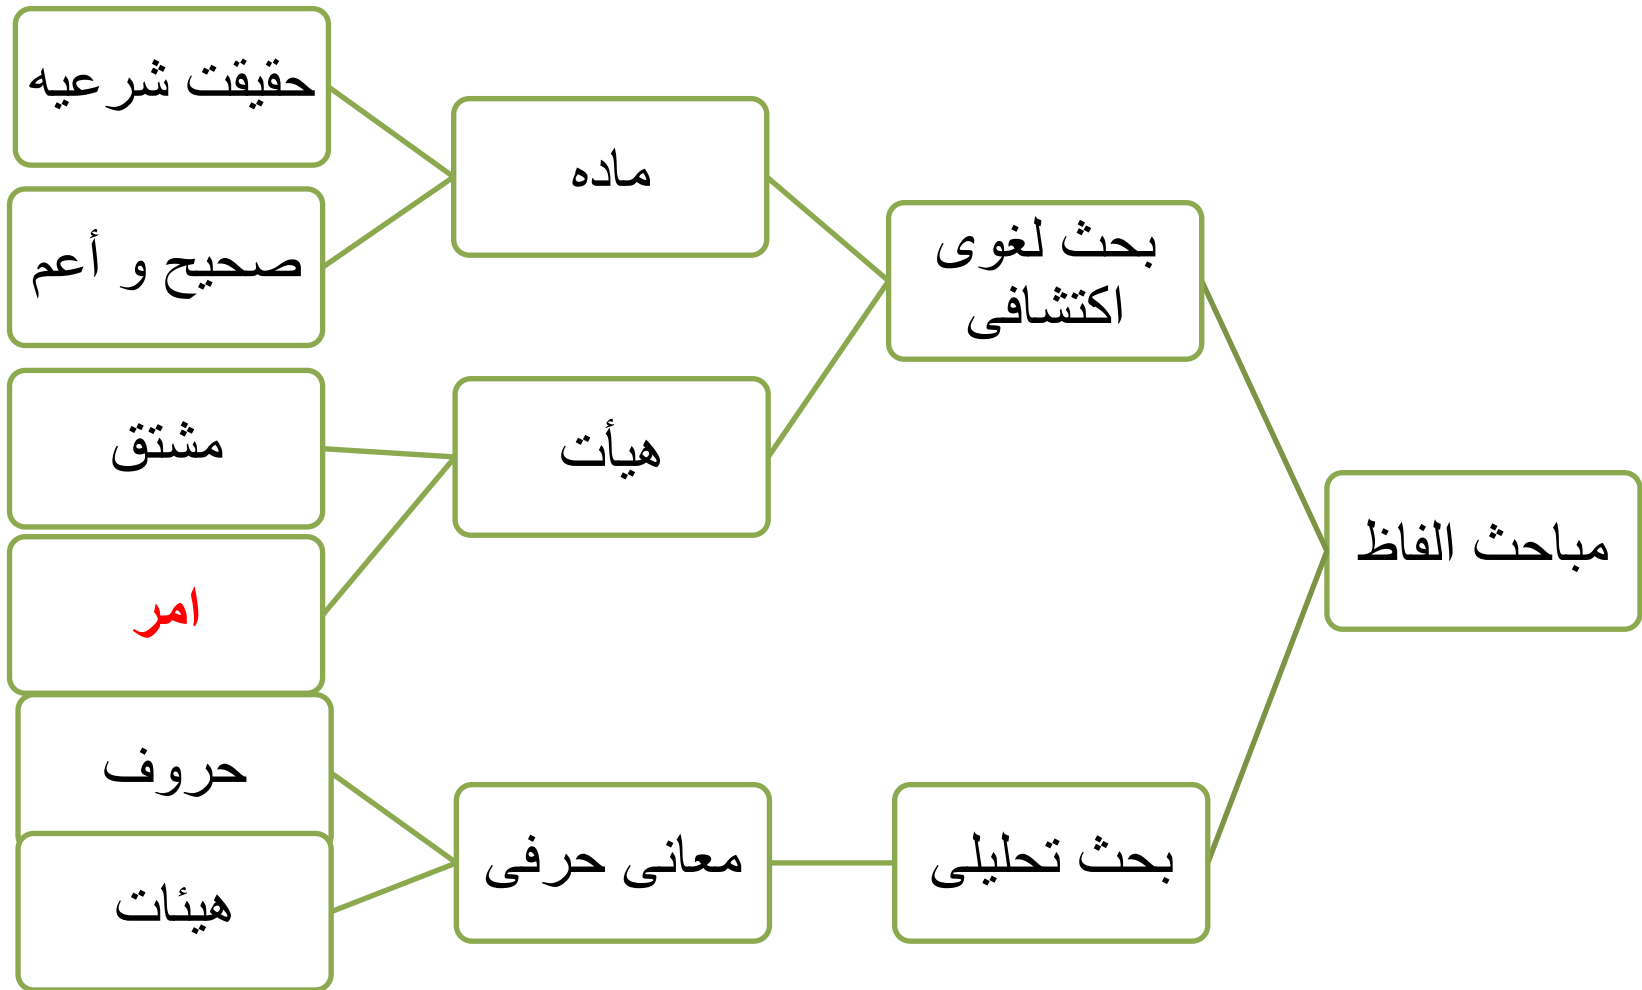 مباحث الفاظ
بحث لغوی
اکتشافی
ماده
حقیقت شرعیه
صحیح و أعم
هیأت
مشتق
امر
بحث تحلیلی
معانی حرفی
حروف
هیئات